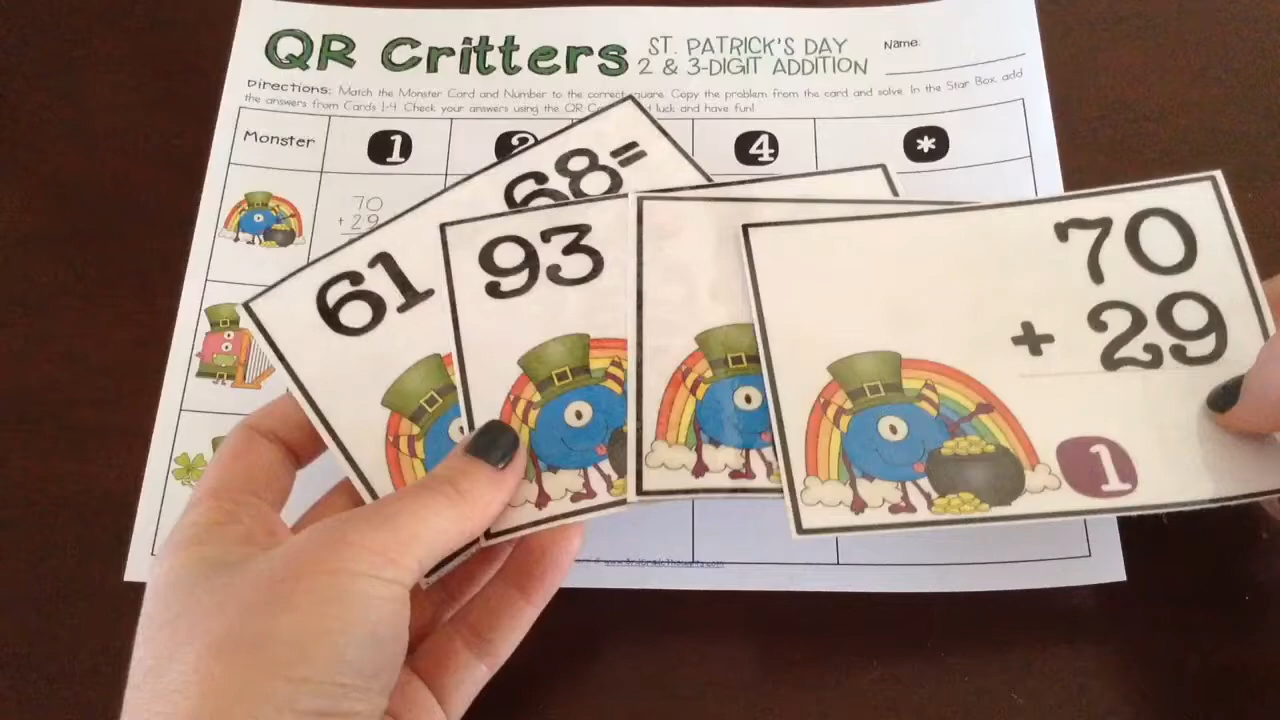 QR Critters
ST. PATRICK'S DAY
2 & 3-DIGIT ADDITION
Name:
Directions: Match the Monster Card and Number to the correct square. Copy the problem from the card and solve. In the Star Box, add
the answers from Cards 1-4. Check your answers using the QR luck and have fun!
Monster 1 2 4 *
70
+ 29
68=
61
93
70
+ 29
1